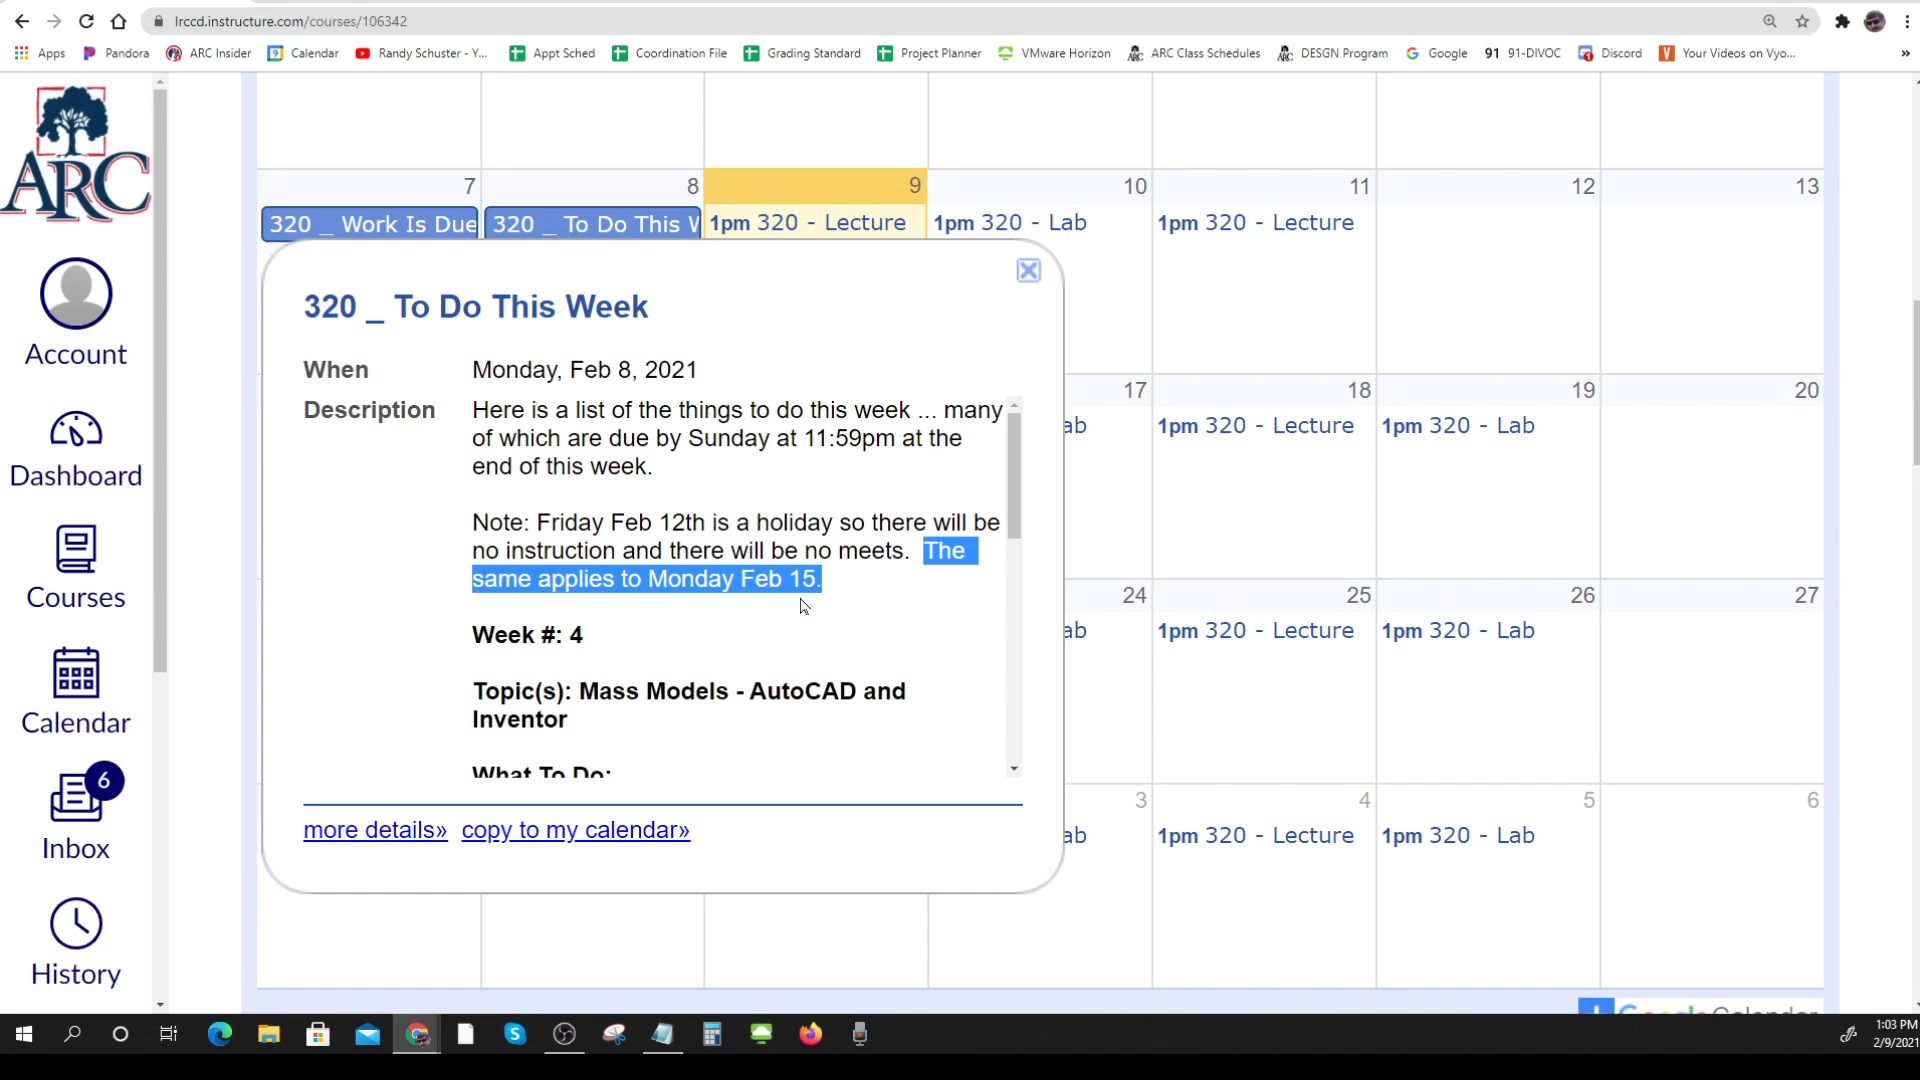 lrccd.instructure.com/courses/106342
Apps Pandora ARC Insider Calendar Randy Schuster - Y... Appt Sched Coordination File Grading Standard Project Planner VMware Horizon ARC Class Schedules DESGN Program Google 91 91-DIVOC Discord Your Videos on Vyo... »
ARC
Account
Dashboard
Courses
Calendar
6
Inbox
History
7 8 9 10 11 12 13
320 _ Work Is Due 320 _ To Do This W 1pm 320 - Lecture 1pm 320 - Lab 1pm 320 - Lecture
320 _ To Do This Week
When Monday, Feb 8, 2021
Description Here is a list of the things to do this week ... many
of which are due by Sunday at 11:59pm at the
end of this week.
Note: Friday Feb 12th is a holiday so there will be
no instruction and there will be no meets. The
same applies to Monday Feb 15.
Week #: 4
Topic(s): Mass Models - AutoCAD and
Inventor
What To Do:
more details» copy to my calendar»
17 18 19 20
ab 1pm 320 - Lecture 1pm 320 - Lab
24 25 26 27
ab 1pm 320 - Lecture 1pm 320 - Lab
3 4 5 6
ab 1pm 320 - Lecture 1pm 320 - Lab
Google Calendar
1:03 PM
2/9/2021